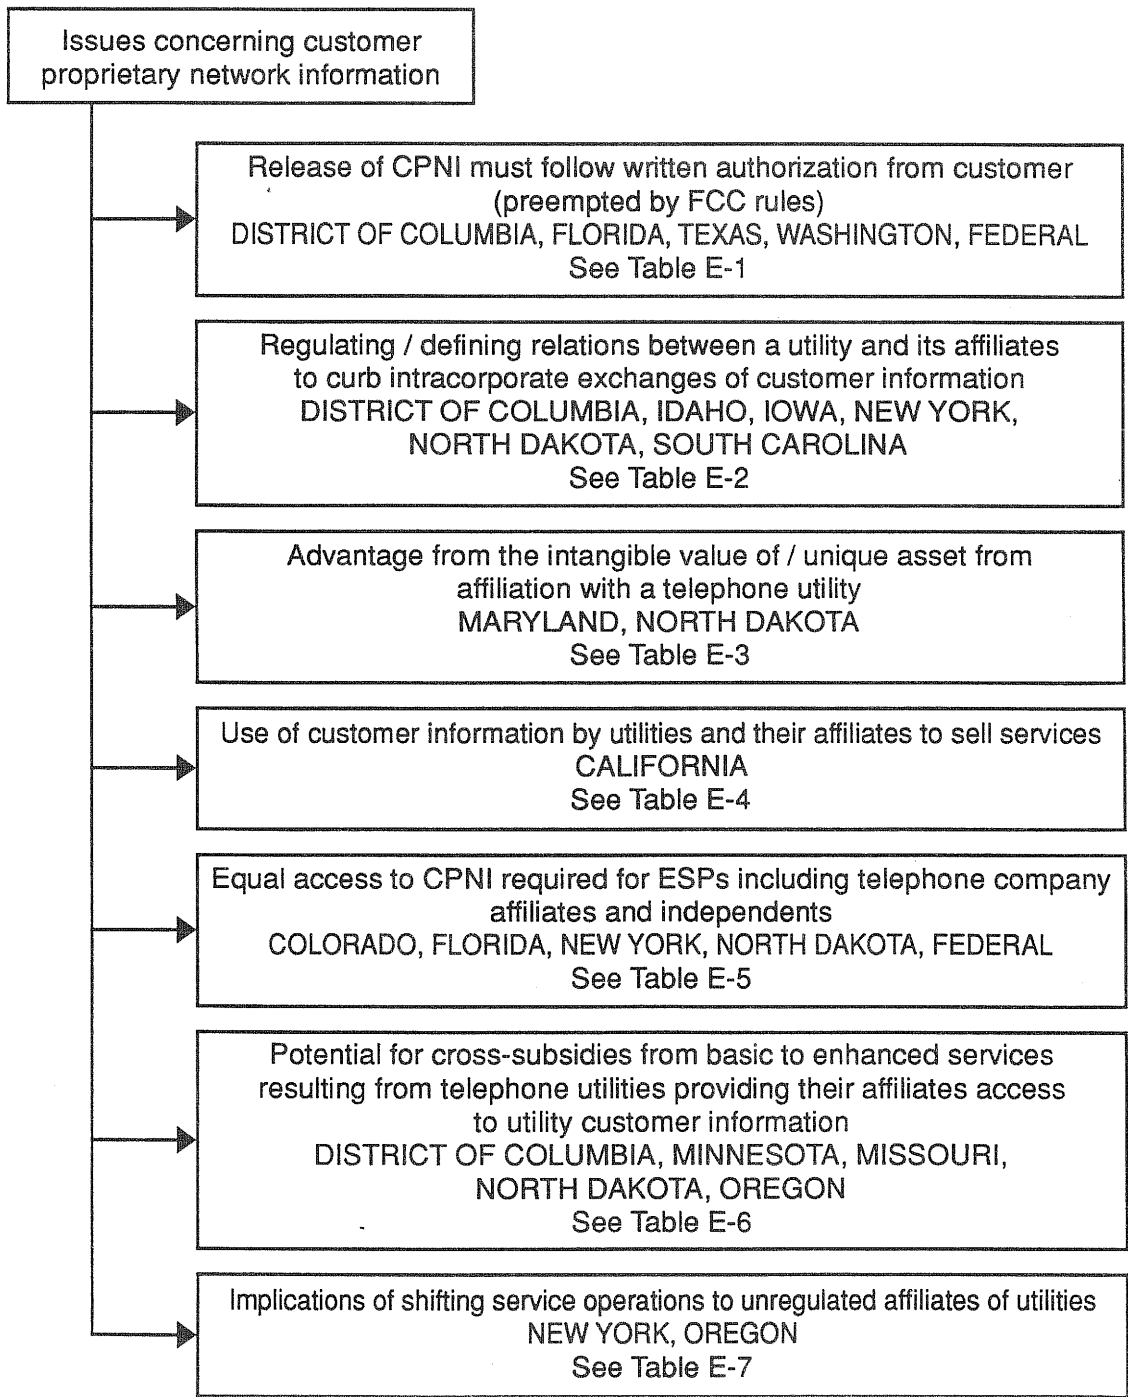 Issues concerning customer
proprietary network information
Release of CPNI must follow written authorization from customer
(preempted by FCC rules)
DISTRICT OF COLUMBIA, FLORIDA, TEXAS, WASHINGTON, FEDERAL
See Table E-1
Regulating / defining relations between a utility and its affiliates
to curb intracorporate exchanges of customer information
DISTRICT OF COLUMBIA, IDAHO, IOWA, NEW YORK,
NORTH DAKOTA, SOUTH CAROLINA
See Table E-2
Advantage from the intangible value of / unique asset from
affiliation with a telephone utility
MARYLAND, NORTH DAKOTA
See Table E-3
Use of customer information by utilities and their affiliates to sell services
CALIFORNIA
See Table E-4
Equal access to CPNI required for ESPs including telephone company
affiliates and independents
COLORADO, FLORIDA, NEW YORK, NORTH DAKOTA, FEDERAL
See Table E-5
Potential for cross-subsidies from basic to enhanced services
resulting from telephone utilities providing their affiliates access
to utility customer information
DISTRICT OF COLUMBIA, MINNESOTA, MISSOURI,
NORTH DAKOTA, OREGON
See Table E-6
Implications of shifting service operations to unregulated affiliates of utilities
NEW YORK, OREGON
See Table E-7